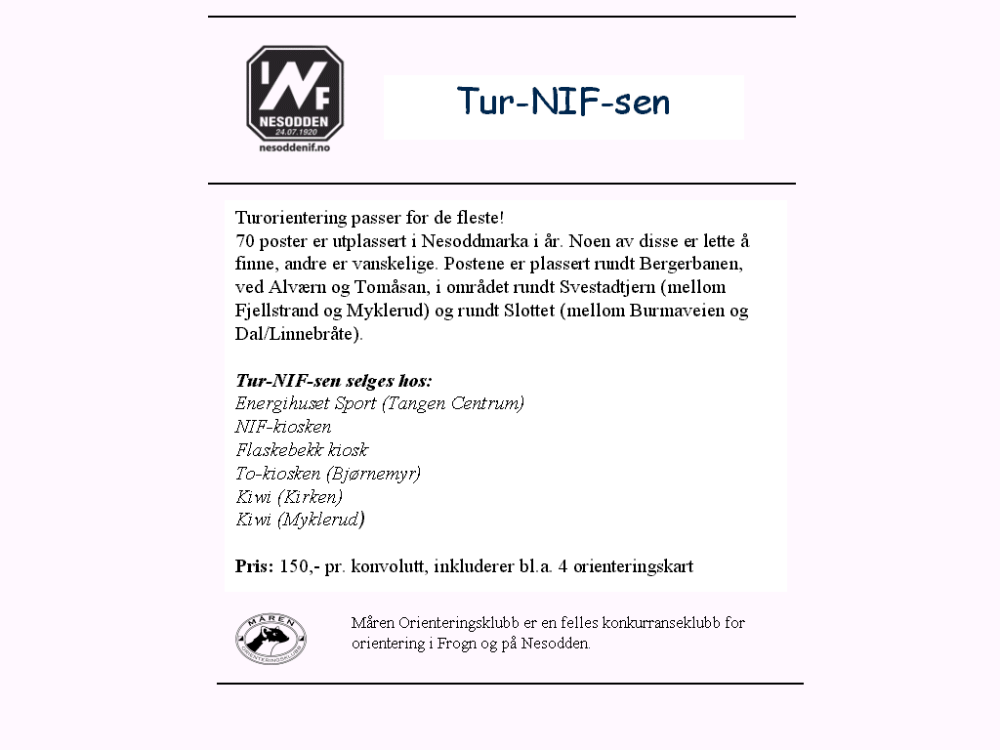 INF
NESODDEN
24.07.1920
nesoddenif.no
Tur-NIF-sen
Turorientering passer for de fleste!
70 poster er utplassert i Nesoddmarka i år. Noen av disse er lette å
finne, andre er vanskelige. Postene er plassert rundt Bergerbanen,
ved Alværn og Tomåsan, i området rundt Svestadtjern (mellom
Fjellstrand og Myklerud) og rundt Slottet (mellom Burmaveien og
Dal/Linnebråte).
Tur-NIF-sen selges hos:
Energihuset Sport (Tangen Centrum)
NIF-kiosken
Flaskebekk kiosk
To-kiosken (Bjørnemyr)
Kiwi (Kirken)
Kiwi (Myklerud)
Pris: 150,- pr. konvolutt, inkluderer bl.a. 4 orienteringskart
MÅREN
ORIENTERINGSKLUBB
Måren Orienteringsklubb er en felles konkurranseklubb for
orientering i Frogn og på Nesodden.